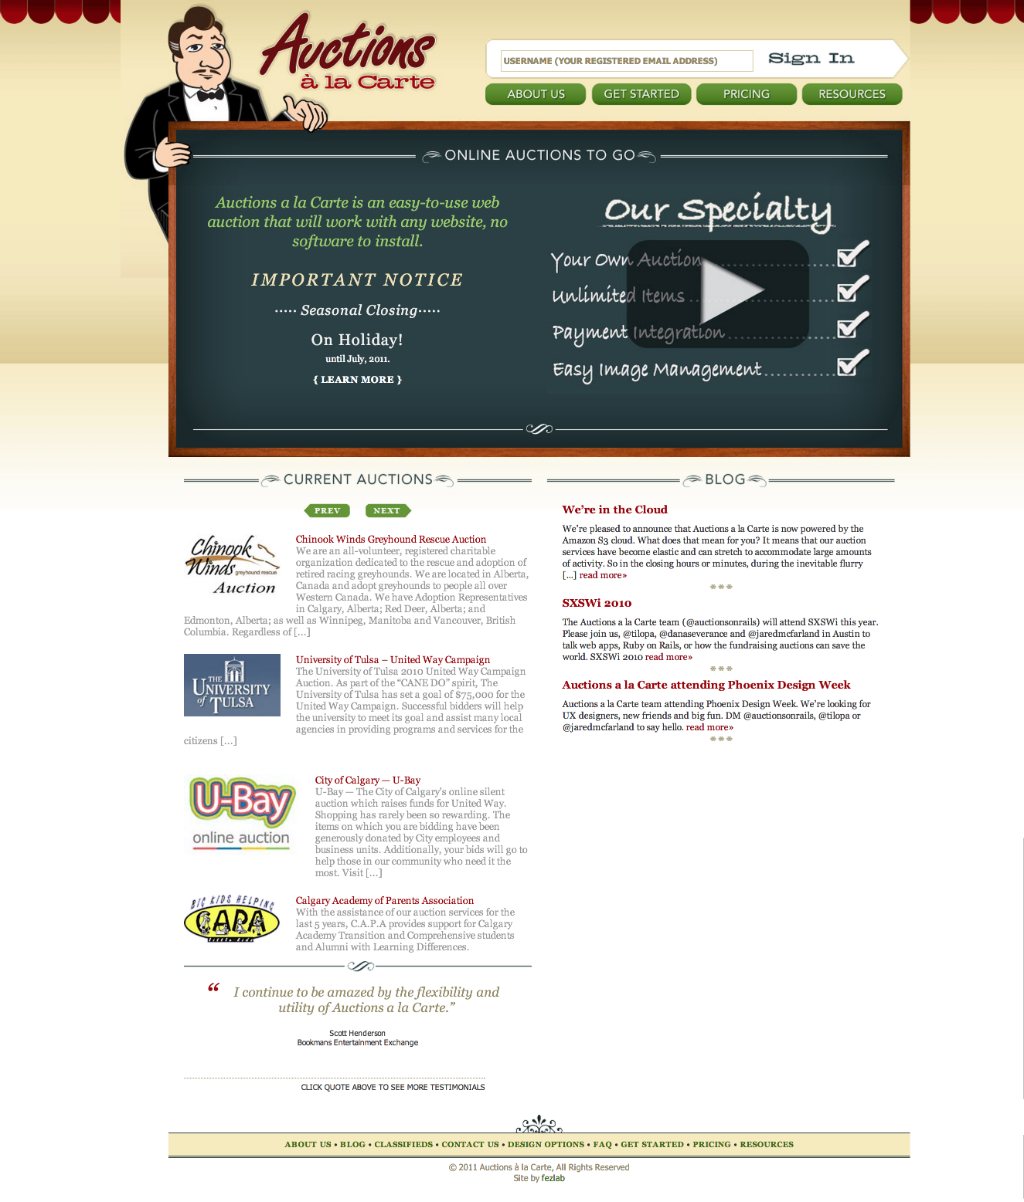 Auctions
à la Carte
USERNAME (YOUR REGISTERED EMAIL ADDRESS)
Sign In
ABOUT US
GET STARTED
PRICING
RESOURCES
ONLINE AUCTIONS TO GO
Auctions a la Carte is an easy-to-use web
auction that will work with any website, no
software to install.
IMPORTANT NOTICE
····· Seasonal Closing·····
On Holiday!
until July, 2011.
{ LEARN MORE }
Our Specialty
Your Own Auction
Unlimited Items
Payment Integration
Easy Image Management
CURRENT AUCTIONS
PREV
NEXT
Chinook
Winds
greyhound rescue
Auction
Chinook Winds Greyhound Rescue Auction
We are an all-volunteer, registered charitable
organization dedicated to the rescue and adoption of
retired racing greyhounds. We are located in Alberta,
Canada and adopt greyhounds to people all over
Western Canada. We have Adoption Representatives
in Calgary, Alberta; Red Deer, Alberta; and
Edmonton, Alberta; as well as Winnipeg, Manitoba and Vancouver, British
Columbia. Regardless of [...]
THE
UNIVERSITY
of TULSA
University of Tulsa – United Way Campaign
The University of Tulsa 2010 United Way Campaign
Auction. As part of the “CANE DO” spirit, The
University of Tulsa has set a goal of $75,000 for the
United Way Campaign. Successful bidders will help
the university to meet its goal and assist many local
agencies in providing programs and services for the
citizens [...]
U-Bay
online auction
City of Calgary — U-Bay
U-Bay — The City of Calgary's online silent
auction which raises funds for United Way.
Shopping has rarely been so rewarding. The
items on which you are bidding have been
generously donated by City employees and
business units. Additionally, your bids will go to
help those in our community who need it the
most. Visit [...]
BIG KIDS HELPING
CAPA
LITTLE KIDS
Calgary Academy of Parents Association
With the assistance of our auction services for the
last 5 years, C.A.P.A provides support for Calgary
Academy Transition and Comprehensive students
and Alumni with Learning Differences.
“ I continue to be amazed by the flexibility and
utility of Auctions a la Carte.”
Scott Henderson
Bookmans Entertainment Exchange
CLICK QUOTE ABOVE TO SEE MORE TESTIMONIALS
BLOG
We're in the Cloud
We're pleased to announce that Auctions a la Carte is now powered by the
Amazon S3 cloud. What does that mean for you? It means that our auction
services have become elastic and can stretch to accommodate large amounts
of activity. So in the closing hours or minutes, during the inevitable flurry
[...] read more»
SXSWi 2010
The Auctions a la Carte team (@auctionsonrails) will attend SXSWi this year.
Please join us, @tilopa, @danaseverance and @jaredmcfarland in Austin to
talk web apps, Ruby on Rails, or how the fundraising auctions can save the
world. SXSWi 2010 read more»
Auctions a la Carte attending Phoenix Design Week
Auctions a la Carte team attending Phoenix Design Week. We're looking for
UX designers, new friends and big fun. DM @auctionsonrails, @tilopa or
@jaredmcfarland to say hello. read more»
ABOUT US • BLOG • CLASSIFIEDS • CONTACT US • DESIGN OPTIONS • FAQ • GET STARTED • PRICING • RESOURCES
© 2011 Auctions à la Carte, All Rights Reserved
Site by fezlab